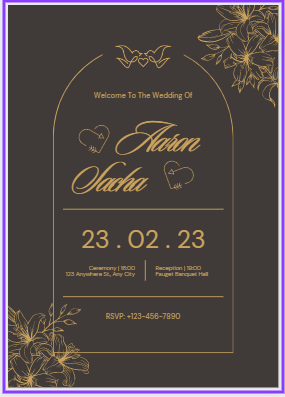 Welcome To The Wedding Of
Aaron
Sacha
23 . 02 . 23
Ceremony | 16:00
123 Anywhere St., Any City
Reception | 19:00
Fauget Banquet Hall
RSVP: +123-456-7890